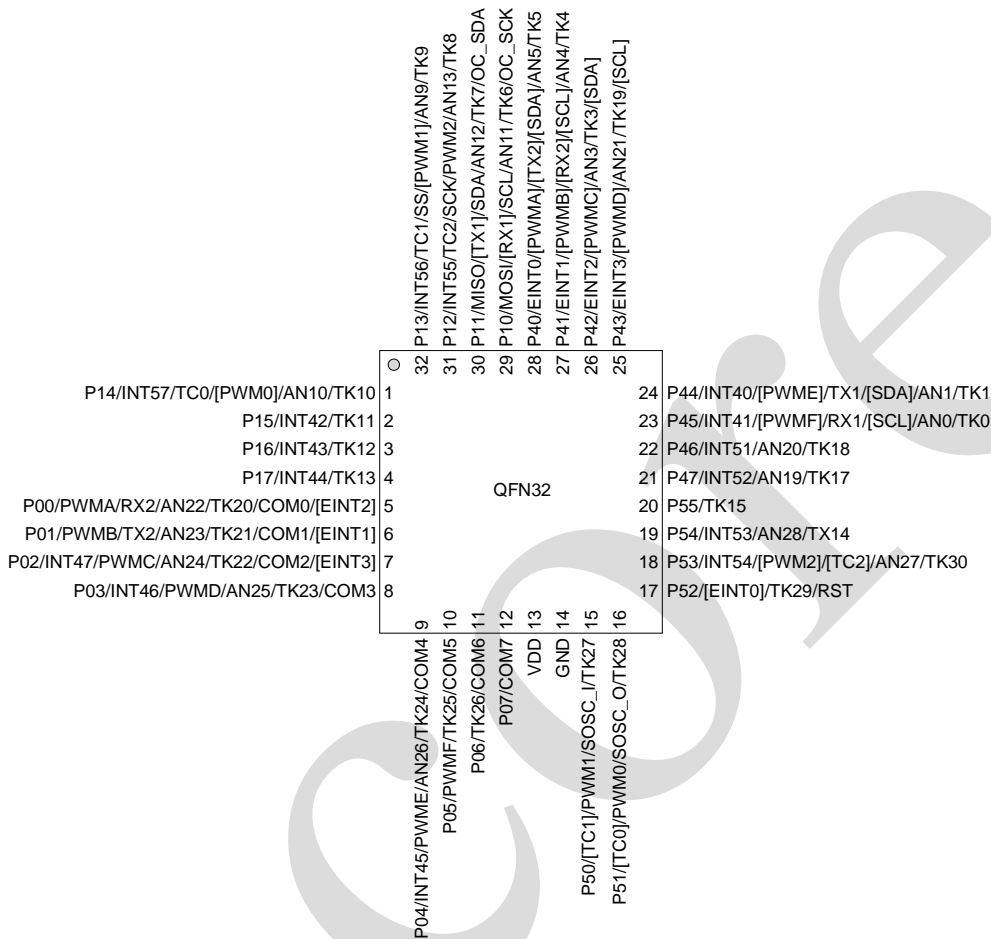 P13/INT56/TC1/SS/[PWM1]/AN9/TK9
P12/INT55/TC2/SCK/PWM2/AN13/TK8
P11/MISO/[TX1]/SDA/AN12/TK7/OC_SDA
P10/MOSI/[RX1]/SCL/AN11/TK6/OC_SCK
P40/EINT0/[PWMA]/[TX2]/[SDA]/AN5/TK5
P41/EINT1/[PWMB]/[RX2]/[SCL]/AN4/TK4
P42/EINT2/[PWMC]/AN3/TK3/[SDA]
P43/EINT3/[PWMD]/AN21/TK19/[SCL]
32 31 30 29 28 27 26 25
P14/INT57/TC0/[PWM0]/AN10/TK10 1
P15/INT42/TK11 2
P16/INT43/TK12 3
P17/INT44/TK13 4
P00/PWMA/RX2/AN22/TK20/COM0/[EINT2] 5
P01/PWMB/TX2/AN23/TK21/COM1/[EINT1] 6
P02/INT47/PWMC/AN24/TK22/COM2/[EINT3] 7
P03/INT46/PWMD/AN25/TK23/COM3 8
QFN32
24 P44/INT40/[PWME]/TX1/[SDA]/AN1/TK1
23 P45/INT41/[PWMF]/RX1/[SCL]/AN0/TK0
22 P46/INT51/AN20/TK18
21 P47/INT52/AN19/TK17
20 P55/TK15
19 P54/INT53/AN28/TX14
18 P53/INT54/[PWM2]/[TC2]/AN27/TK30
17 P52/[EINT0]/TK29/RST
9 10 11 12 13 14 15 16
P04/INT45/PWME/AN26/TK24/COM4
P05/PWMF/TK25/COM5
P06/TK26/COM6
P07/COM7
VDD
GND
P50/[TC1]/PWM1/SOSC_I/TK27
P51/[TC0]/PWM0/SOSC_O/TK28
core